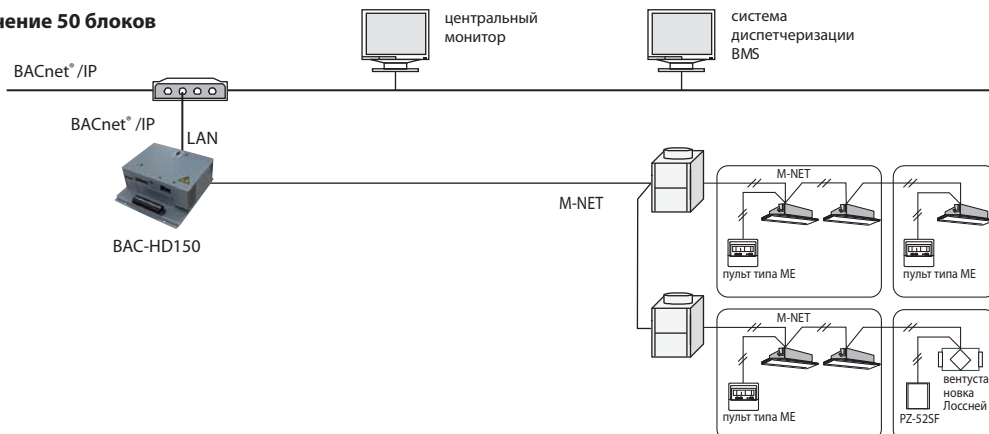 чение 50 блоков
BACnet® /IP
центральный
монитор
система
диспетчеризации
BMS
BACnet® /IP
LAN
BAC-HD150
M-NET
M-NET
пульт типа ME
пульт типа ME
M-NET
пульт типа ME
PZ-52SF
вентуста
новка
Лоссней